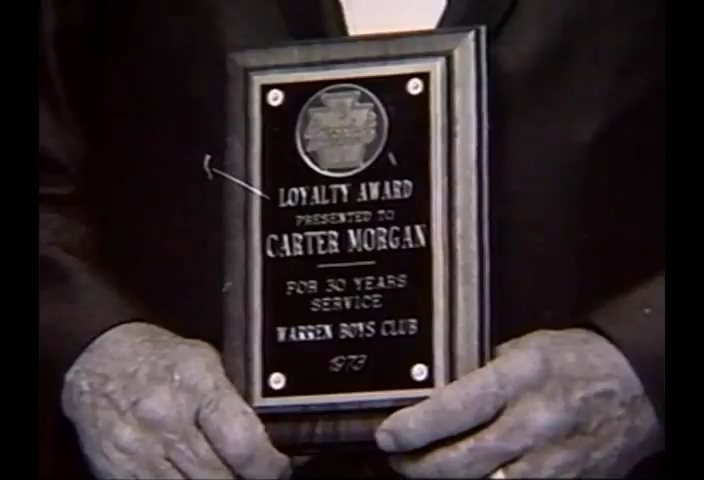 LOYALTY AWARD
PRESENTED TO
CARTER MORGAN
FOR 30 YEARS
SERVICE
WARREN BOYS CLUB
1973